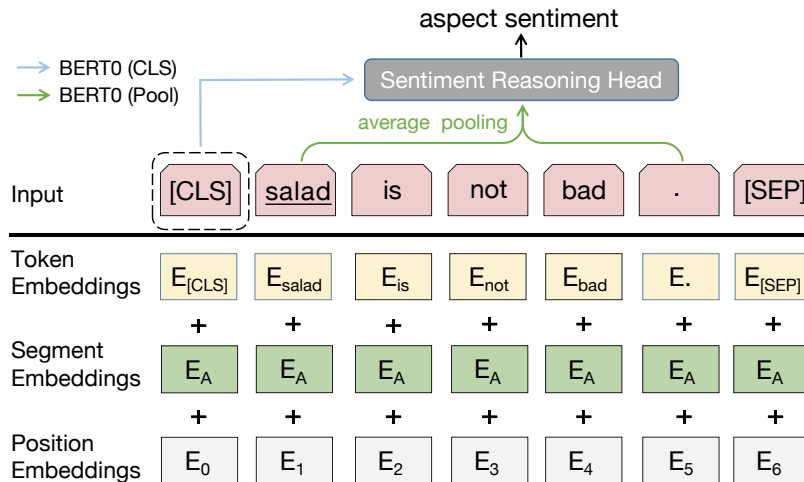 aspect sentiment
BERT0 (CLS)
BERT0 (Pool)
Sentiment Reasoning Head
average pooling
Input [CLS] salad is not bad . [SEP]
Token Embeddings E[CLS] Esalad Eis Enot Ebad E. E[SEP]
+ + + + + + +
Segment Embeddings EA EA EA EA EA EA EA
+ + + + + + +
Position Embeddings E0 E1 E2 E3 E4 E5 E6